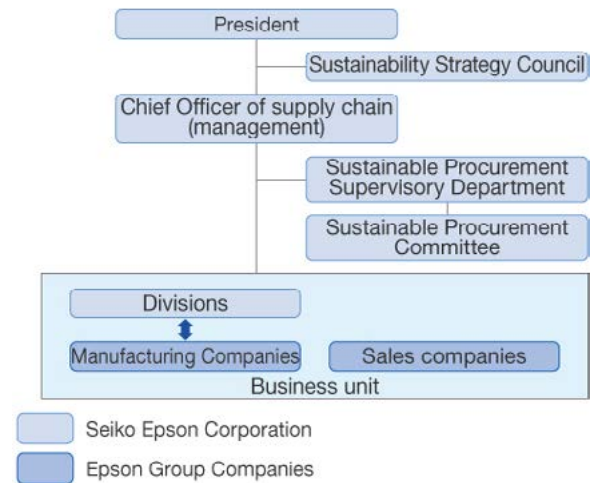 President
Sustainability Strategy Council
Chief Officer of supply chain
(management)
Sustainable Procurement
Supervisory Department
Sustainable Procurement
Committee
Divisions
Manufacturing Companies
Sales companies
Business unit
Seiko Epson Corporation
Epson Group Companies